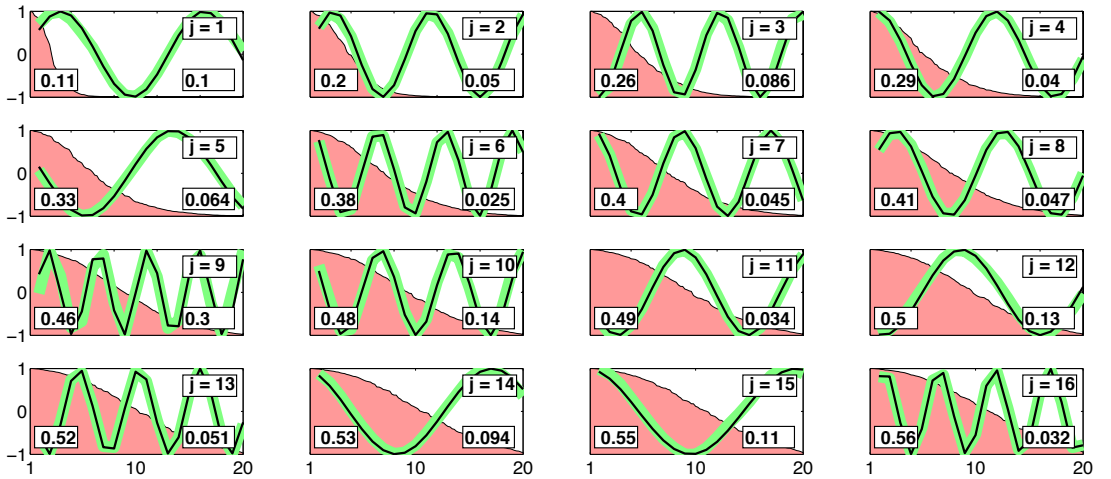 1 j = 1 j = 2 j = 3 j = 4
0
0.11 0.1 0.2 0.05 0.26 0.086 0.29 0.04
−1
1 j = 5 j = 6 j = 7 j = 8
0
0.33 0.064 0.38 0.025 0.4 0.045 0.41 0.047
−1
1 j = 9 j = 10 j = 11 j = 12
0
0.46 0.3 0.48 0.14 0.49 0.034 0.5 0.13
−1
1 j = 13 j = 14 j = 15 j = 16
0
0.52 0.051 0.53 0.094 0.55 0.11 0.56 0.032
−1
1 10 20 1 10 20 1 10 20 1 10 20